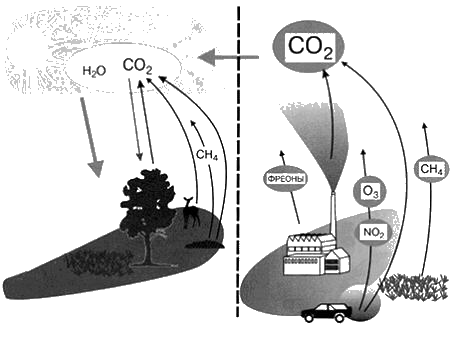 H₂O CO₂
CH₄
CO₂
ФРЕОНЫ
O₃
NO₂
CH₄